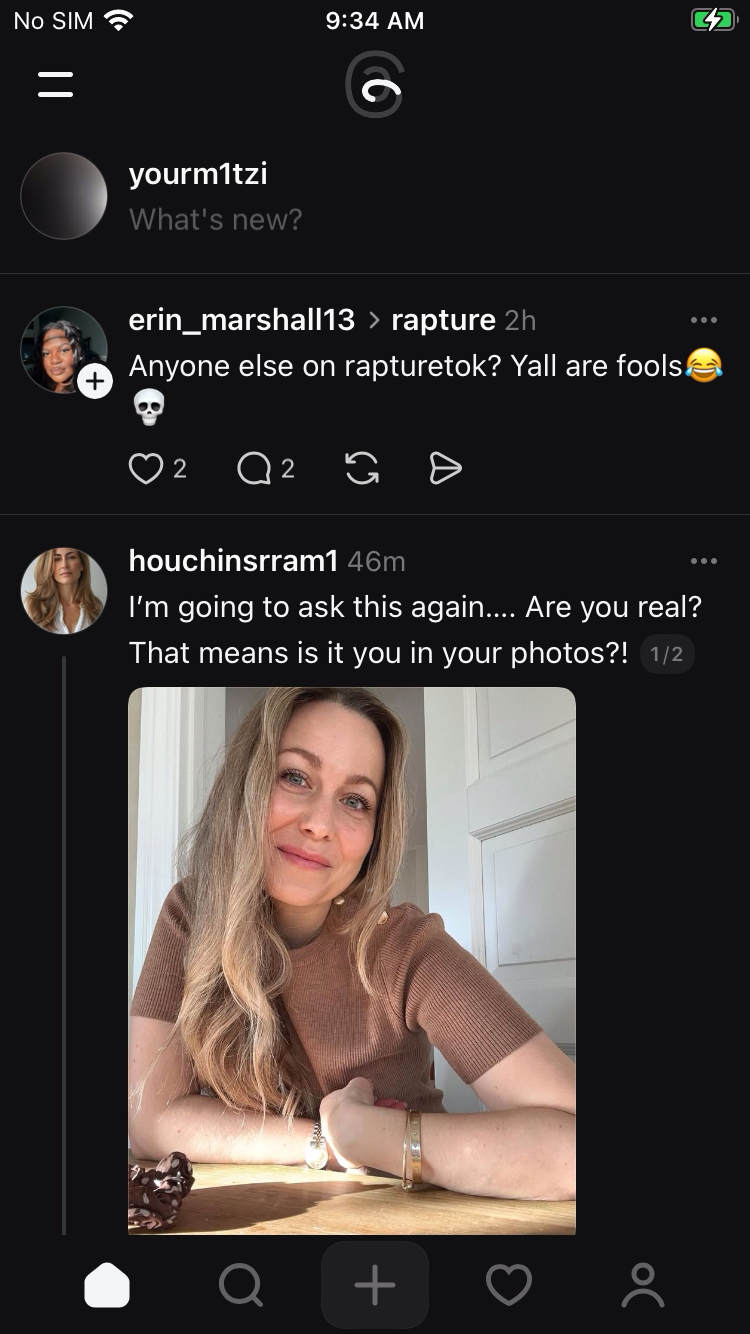 No SIM 9:34 AM
yourm1tzi
What's new?
erin_marshall13 > rapture 2h
Anyone else on rapturetok? Yall are fools😂
💀
2 2
houchinsrram1 46m
I’m going to ask this again.... Are you real?
That means is it you in your photos?! 1/2